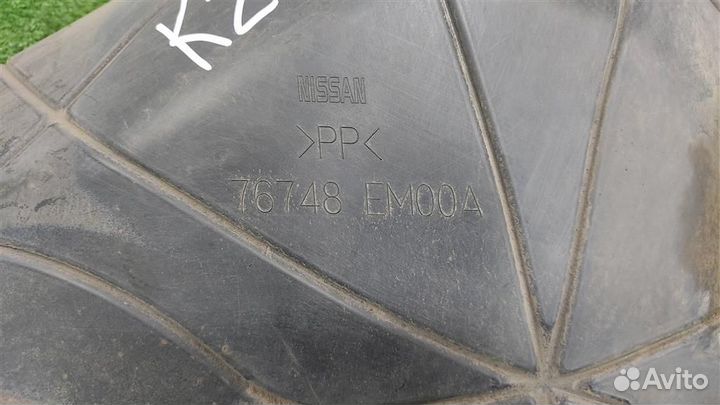 NISSAN
>PP<
76748 EM00A
Avito